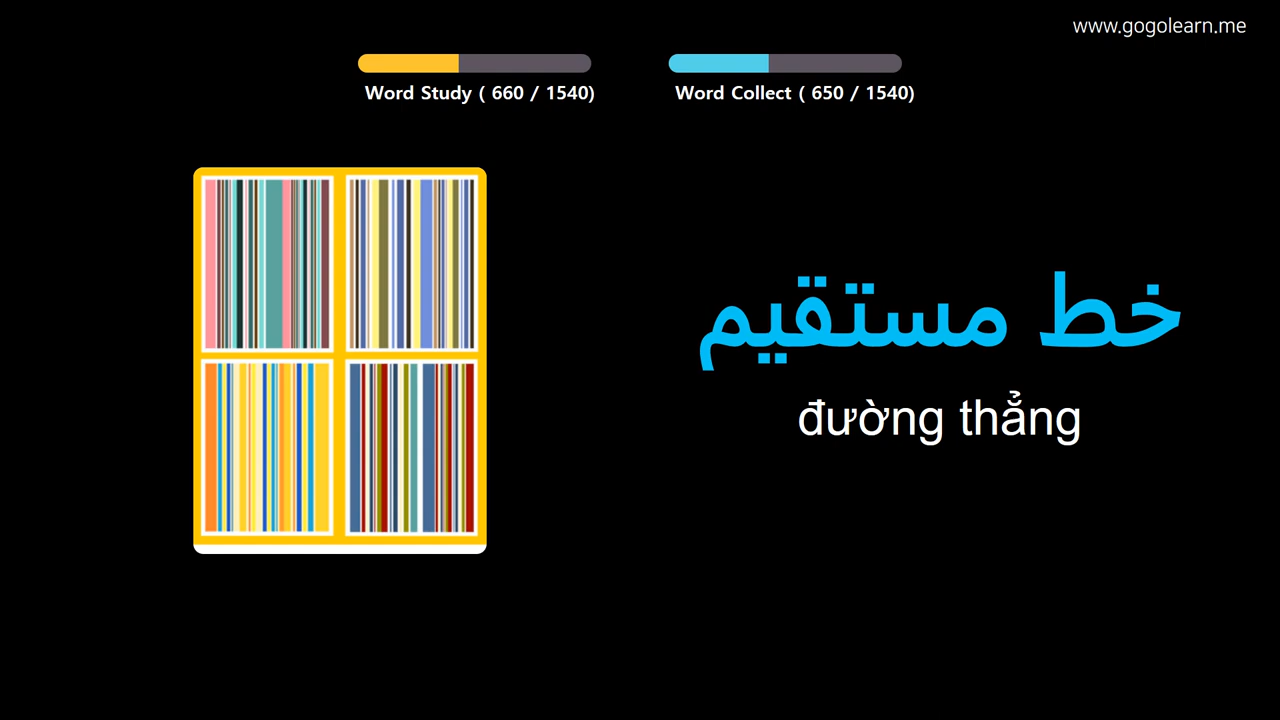 www.gogolearn.me
Word Study ( 660 / 1540)
Word Collect ( 650 / 1540)
خط مستقيم
đường thẳng